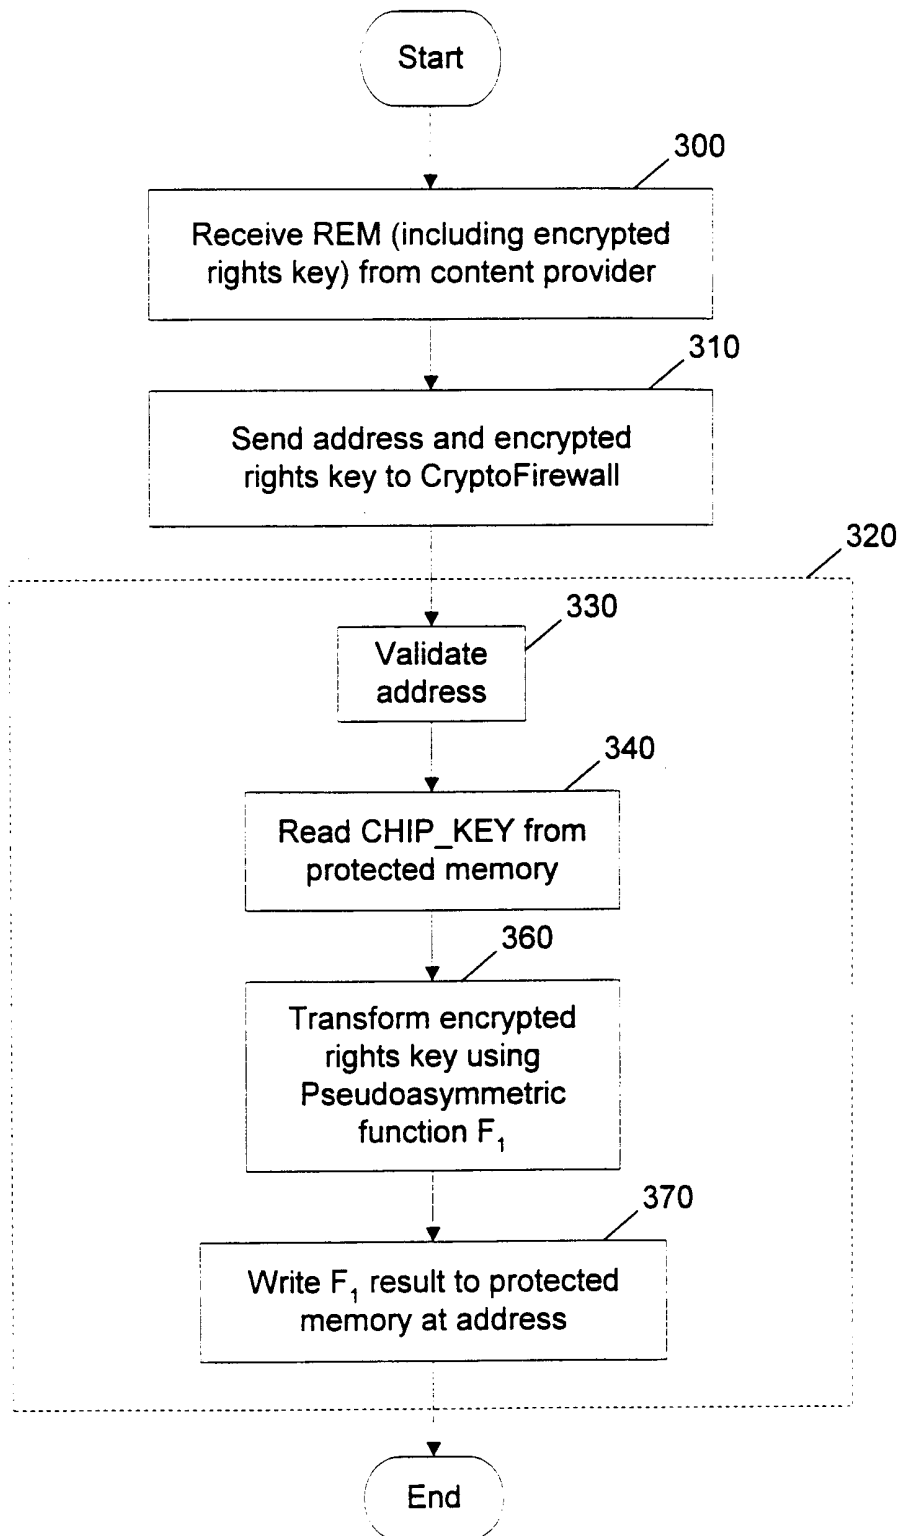 Start
300
Receive REM (including encrypted
rights key) from content provider
310
Send address and encrypted
rights key to CryptoFirewall
320
330
Validate
address
340
Read CHIP_KEY from
protected memory
360
Transform encrypted
rights key using
Pseudoasymmetric
function F₁
370
Write F₁ result to protected
memory at address
End